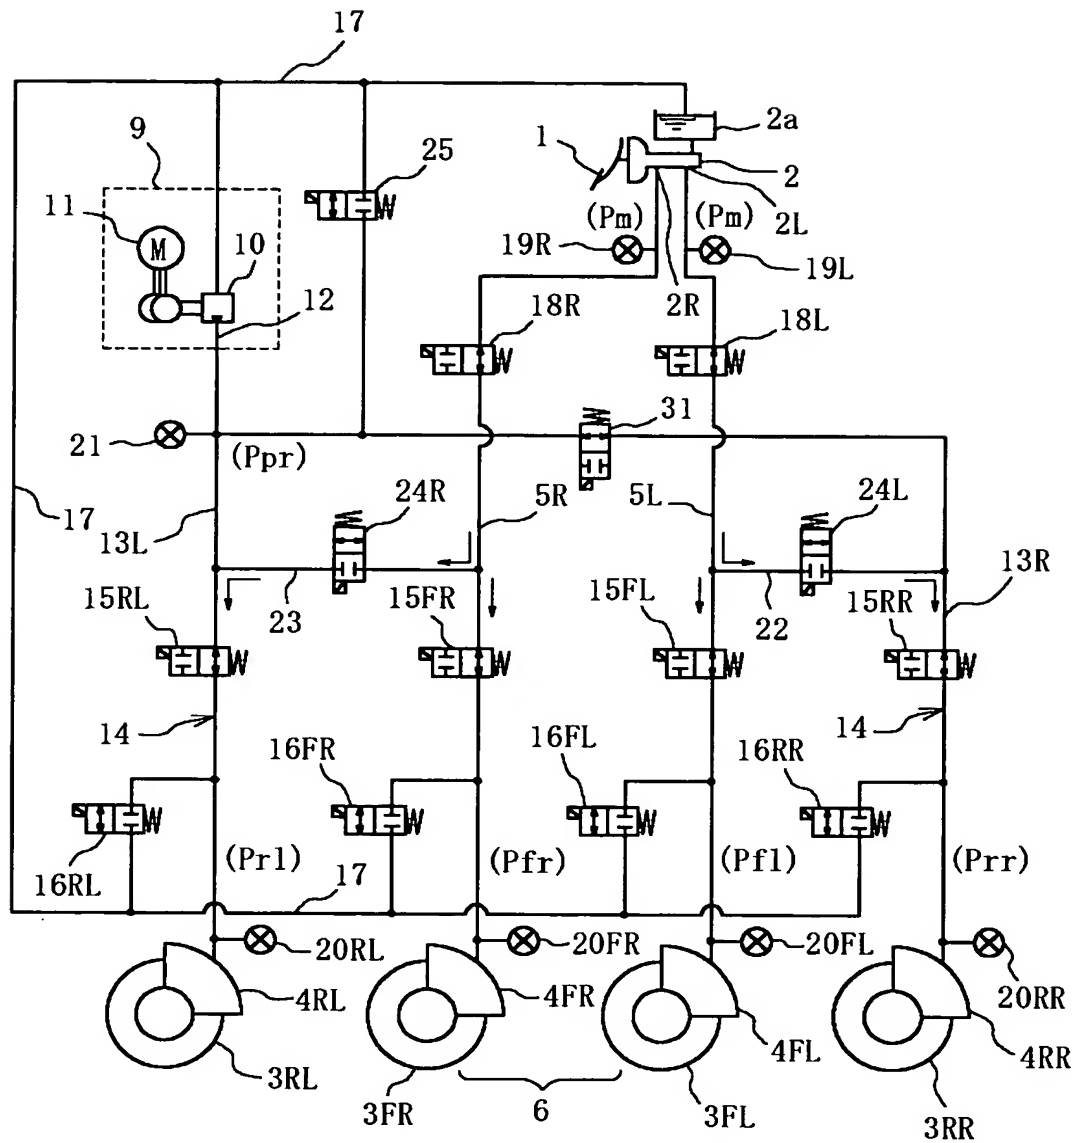 17
9
1
2a
25
2
11
(Pm)
(Pm)
2L
M
10
19R
19L
12
2R
18R
18L
21
31
(Ppr)
24R
5R
5L
24L
17
13L
13R
15RL
23
15FR
15FL
22
15RR
14
14
16FR
16FL
16RR
(Prl)
(Pfr)
(Pfl)
(Prr)
16RL
17
20RL
20FR
20FL
20RR
4RL
4FR
4FL
4RR
3RL
3FR
6
3FL
3RR